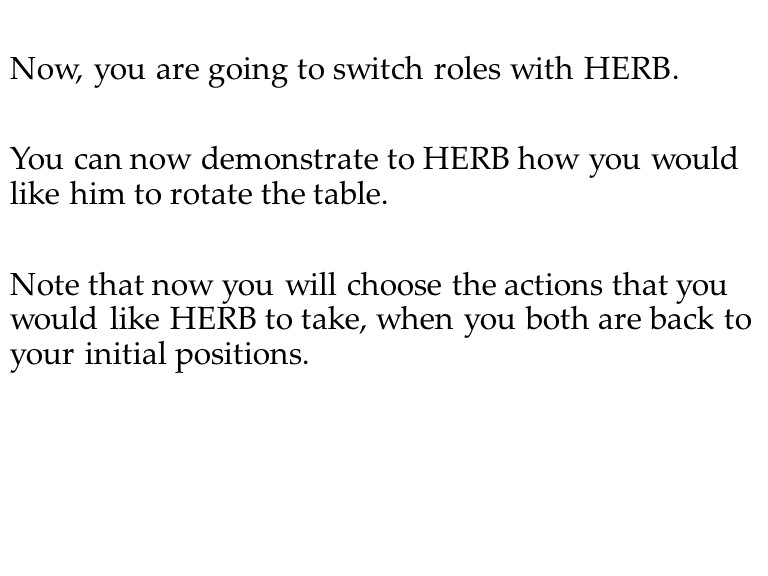 Now, you are going to switch roles with HERB.
You can now demonstrate to HERB how you would
like him to rotate the table.
Note that now you will choose the actions that you
would like HERB to take, when you both are back to
your initial positions.